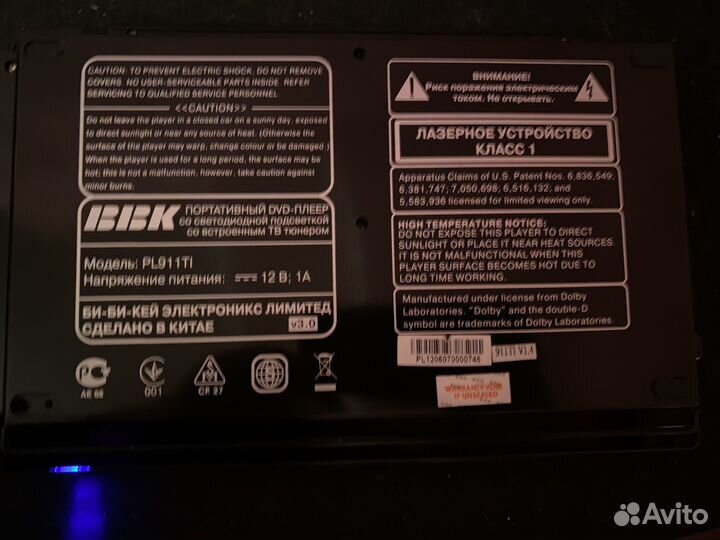 CAUTION: TO PREVENT ELECTRIC SHOCK, DO NOT REMOVE
COVERS. NO USER-SERVICEABLE PARTS INSIDE. REFER
SERVICING TO QUALIFIED SERVICE PERSONNEL.
<<CAUTION>>
Do not leave the player in a closed car on a sunny day, exposed
to direct sunlight or near any source of heat. (Otherwise the
surface of the player may warp, change colour or be damaged.)
When the player is used for a long period, the surface may be
hot; this is not a malfunction, however, take caution against
minor burns.
BBK ПОРТАТИВНЫЙ DVD-ПЛЕЕР
СО СВЕТОДИОДНОЙ ПОДСВЕТКОЙ
СО ВСТРОЕННЫМ ТВ ТЮНЕРОМ
Модель: PL911TI
Напряжение питания: 12 В; 1А
БИ-БИ-КЕЙ ЭЛЕКТРОНИКС ЛИМИТЕД
СДЕЛАНО В КИТАЕ v3.0
АЕ 68 001 CB 27
ВНИМАНИЕ!
Риск поражения электрическим
током. Не открывать.
ЛАЗЕРНОЕ УСТРОЙСТВО
КЛАСС 1
Apparatus Claims of U.S. Patent Nos. 6,836,549;
6,381,747; 7,050,698; 6,516,132; and
5,583,936 licensed for limited viewing only.
HIGH TEMPERATURE NOTICE:
DO NOT EXPOSE THIS PLAYER TO DIRECT
SUNLIGHT OR PLACE IT NEAR HEAT SOURCES.
IT IS NOT MALFUNCTIONAL WHEN THIS
PLAYER SURFACE BECOMES HOT DUE TO
LONG TIME WORKING.
Manufactured under license from Dolby
Laboratories. "Dolby" and the double-D
symbol are trademarks of Dolby Laboratories.
PL1206070000748
911TI V1.4
WARRANTY VOID
IF UNSEALED
Avito